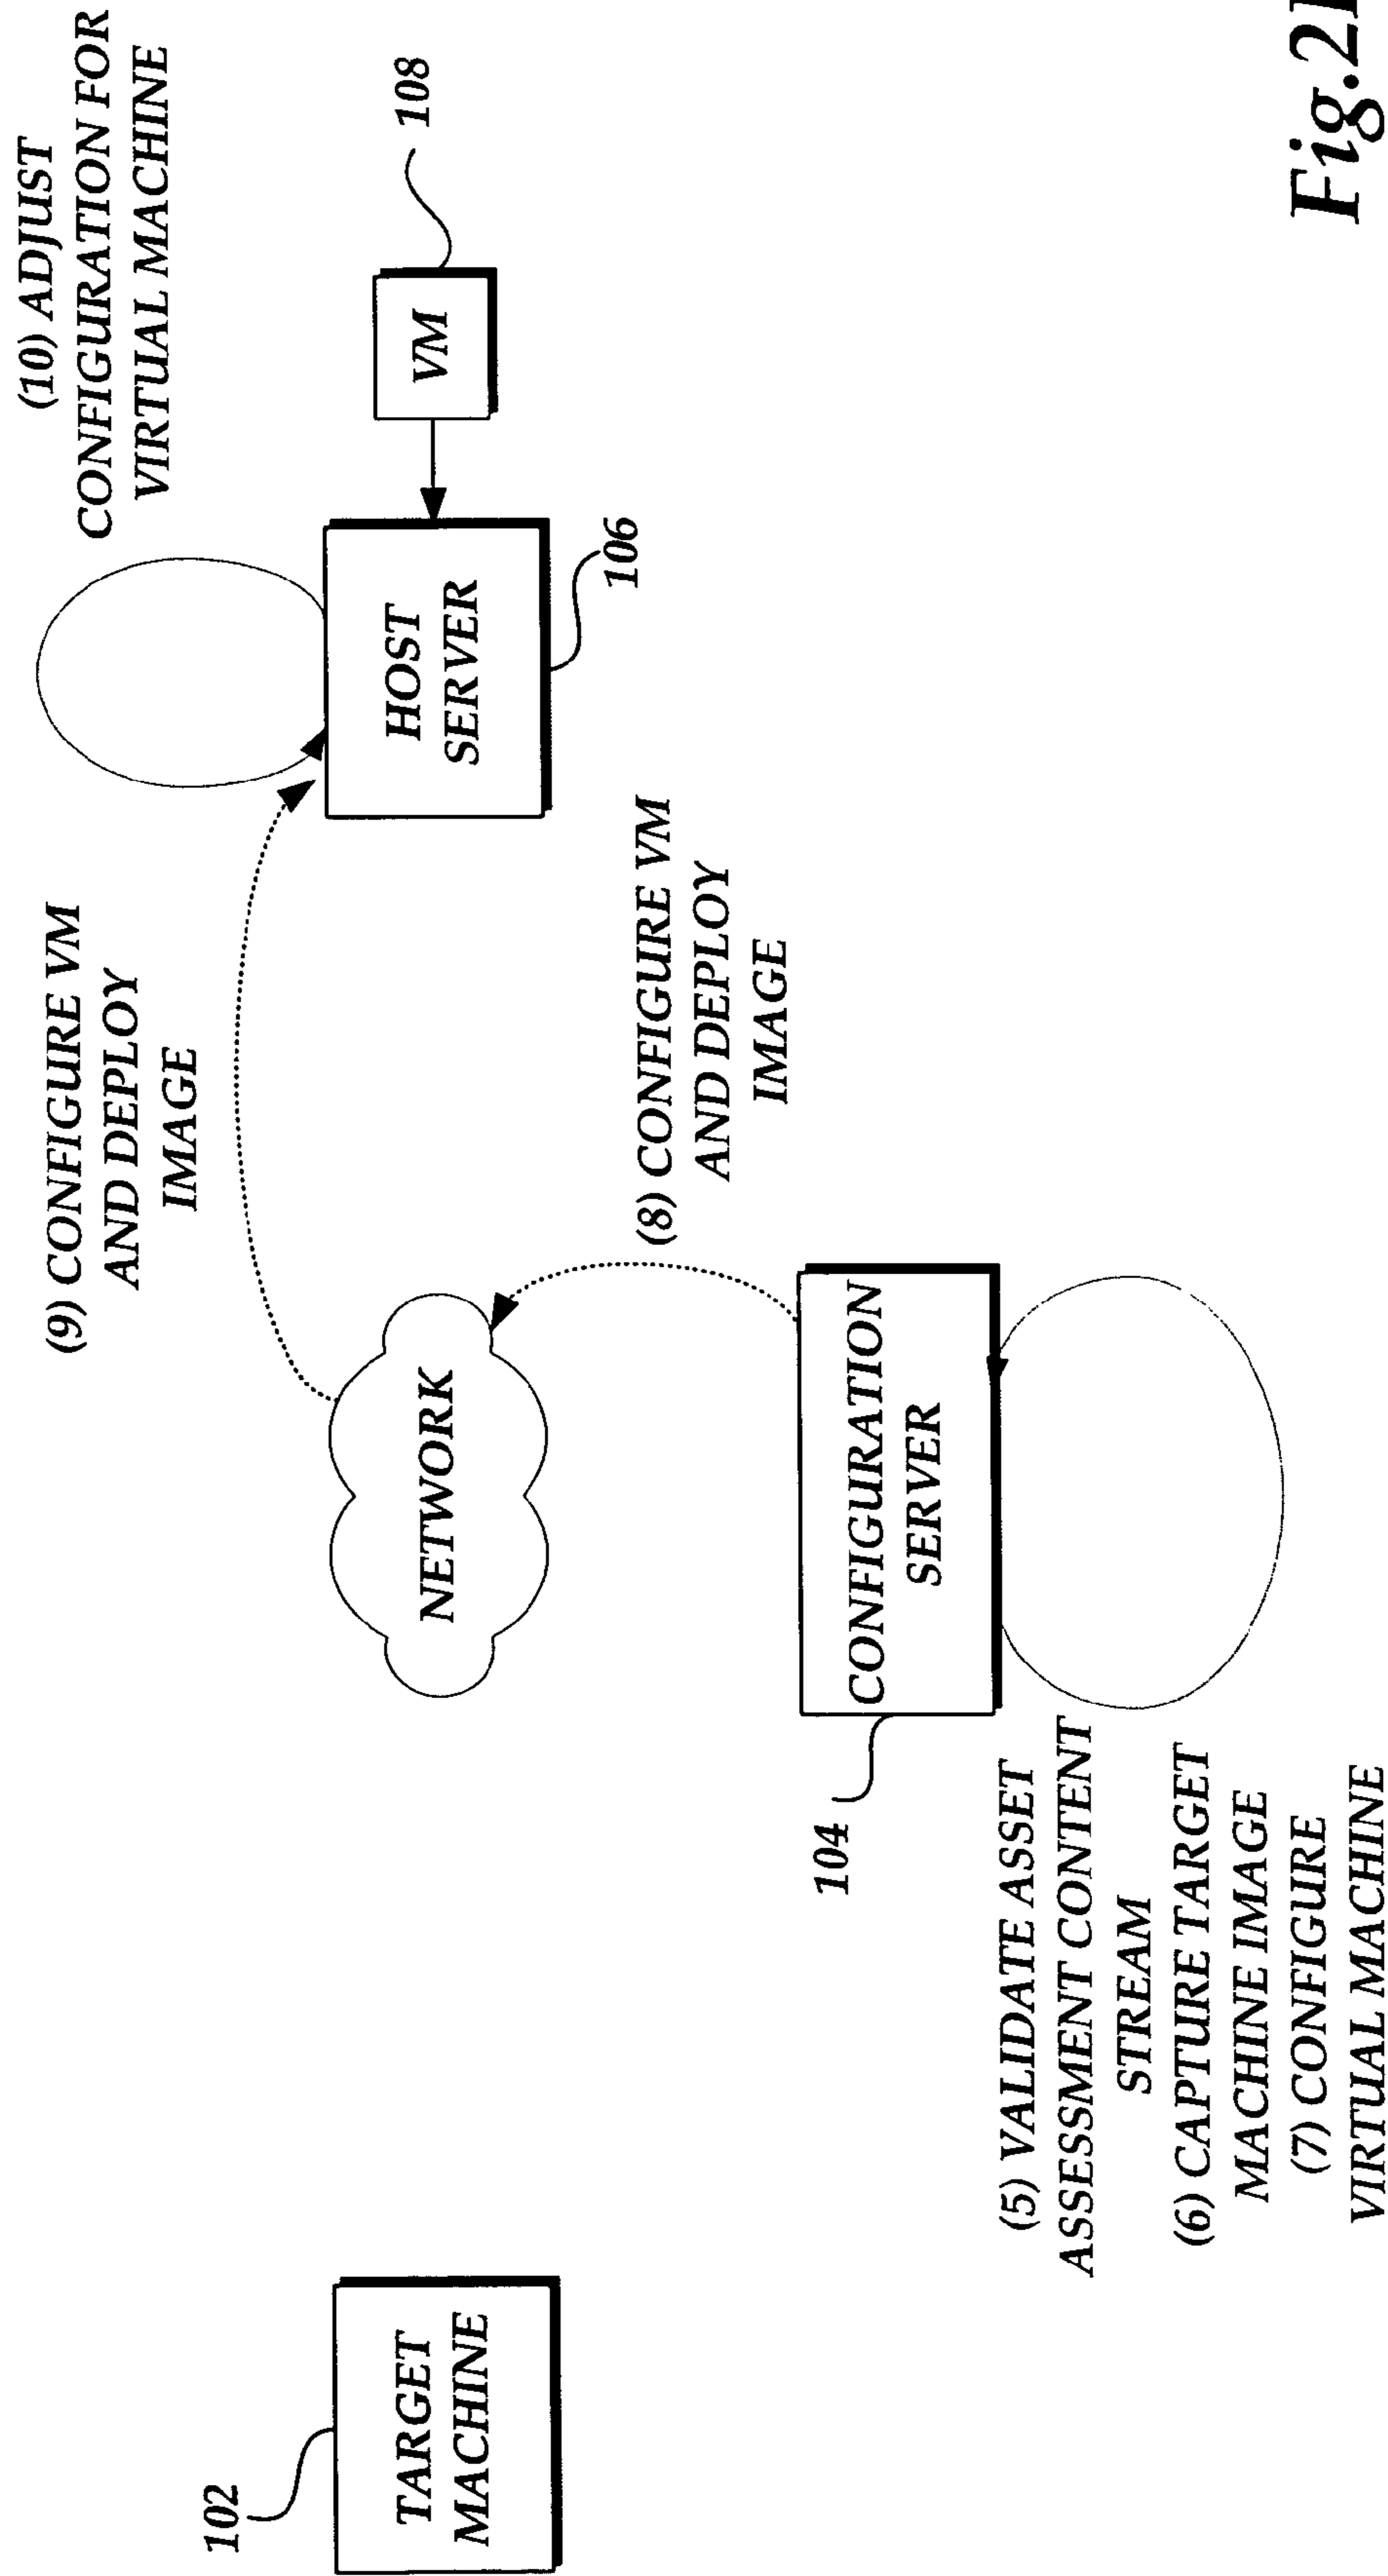 (9) CONFIGURE VM
AND DEPLOY
IMAGE
(10) ADJUST
CONFIGURATION FOR
VIRTUAL MACHINE
102
TARGET
MACHINE
NETWORK
HOST
SERVER
VM
108
106
(8) CONFIGURE VM
AND DEPLOY
IMAGE
104
CONFIGURATION
SERVER
(5) VALIDATE ASSET
ASSESSMENT CONTENT
STREAM
(6) CAPTURE TARGET
MACHINE IMAGE
(7) CONFIGURE
VIRTUAL MACHINE
Fig.2